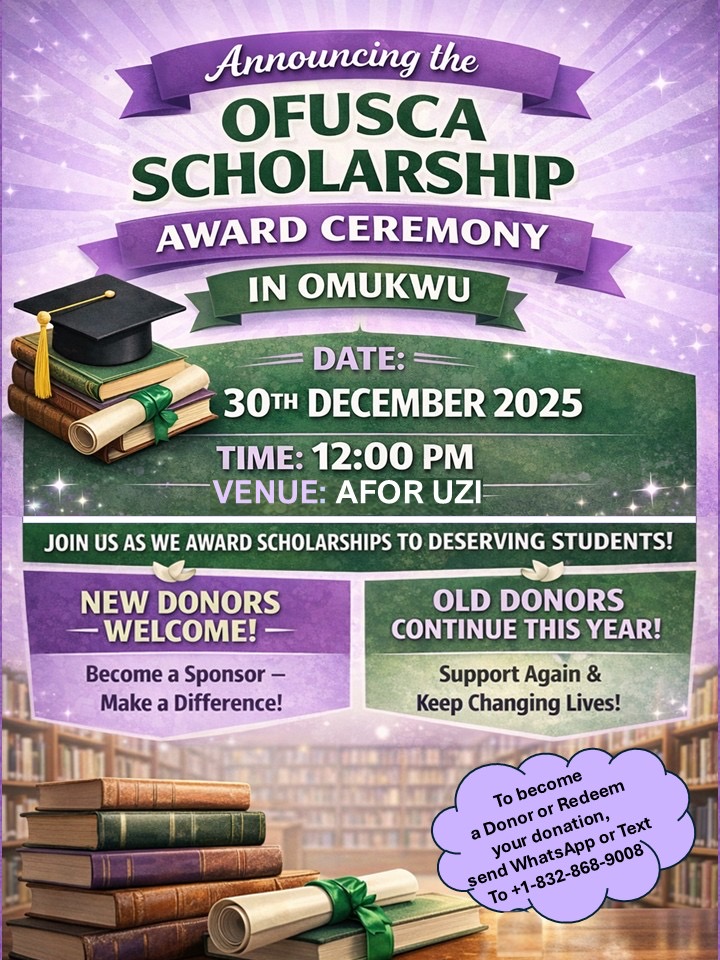 Announcing the
OFUSCA
SCHOLARSHIP
AWARD CEREMONY
IN OMUKWU
DATE:
30TH DECEMBER 2025
TIME: 12:00 PM
VENUE: AFOR UZI
JOIN US AS WE AWARD SCHOLARSHIPS TO DESERVING STUDENTS!
NEW DONORS
WELCOME!
Become a Sponsor –
Make a Difference!
OLD DONORS
CONTINUE THIS YEAR!
Support Again &
Keep Changing Lives!
To become
a Donor or Redeem
your donation,
send WhatsApp or Text
To +1-832-868-9008